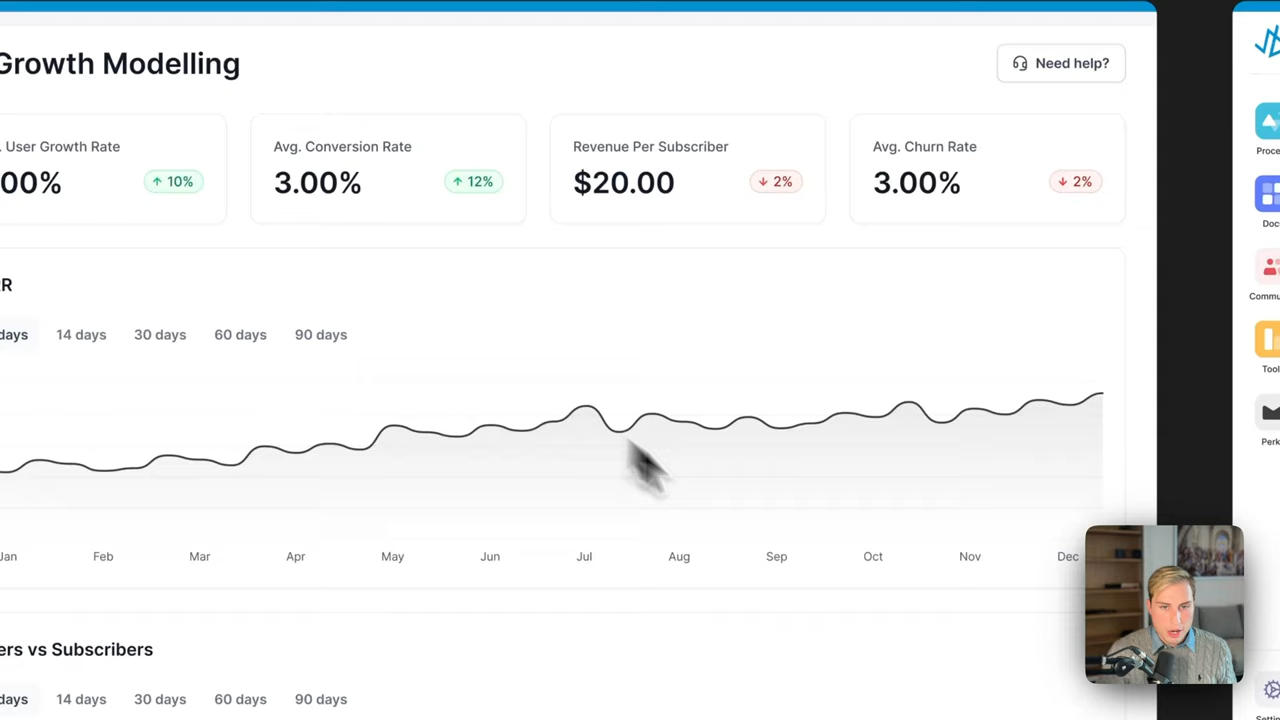 Growth Modelling
Need help?
. User Growth Rate
00%
10%
Avg. Conversion Rate
3.00%
12%
Revenue Per Subscriber
$20.00
2%
Avg. Churn Rate
3.00%
2%
R
days
14 days
30 days
60 days
90 days
Jan
Feb
Mar
Apr
May
Jun
Jul
Aug
Sep
Oct
Nov
Dec
ers vs Subscribers
days
14 days
30 days
60 days
90 days
Proce
Doc
Commu
Tool
Perk
Settin